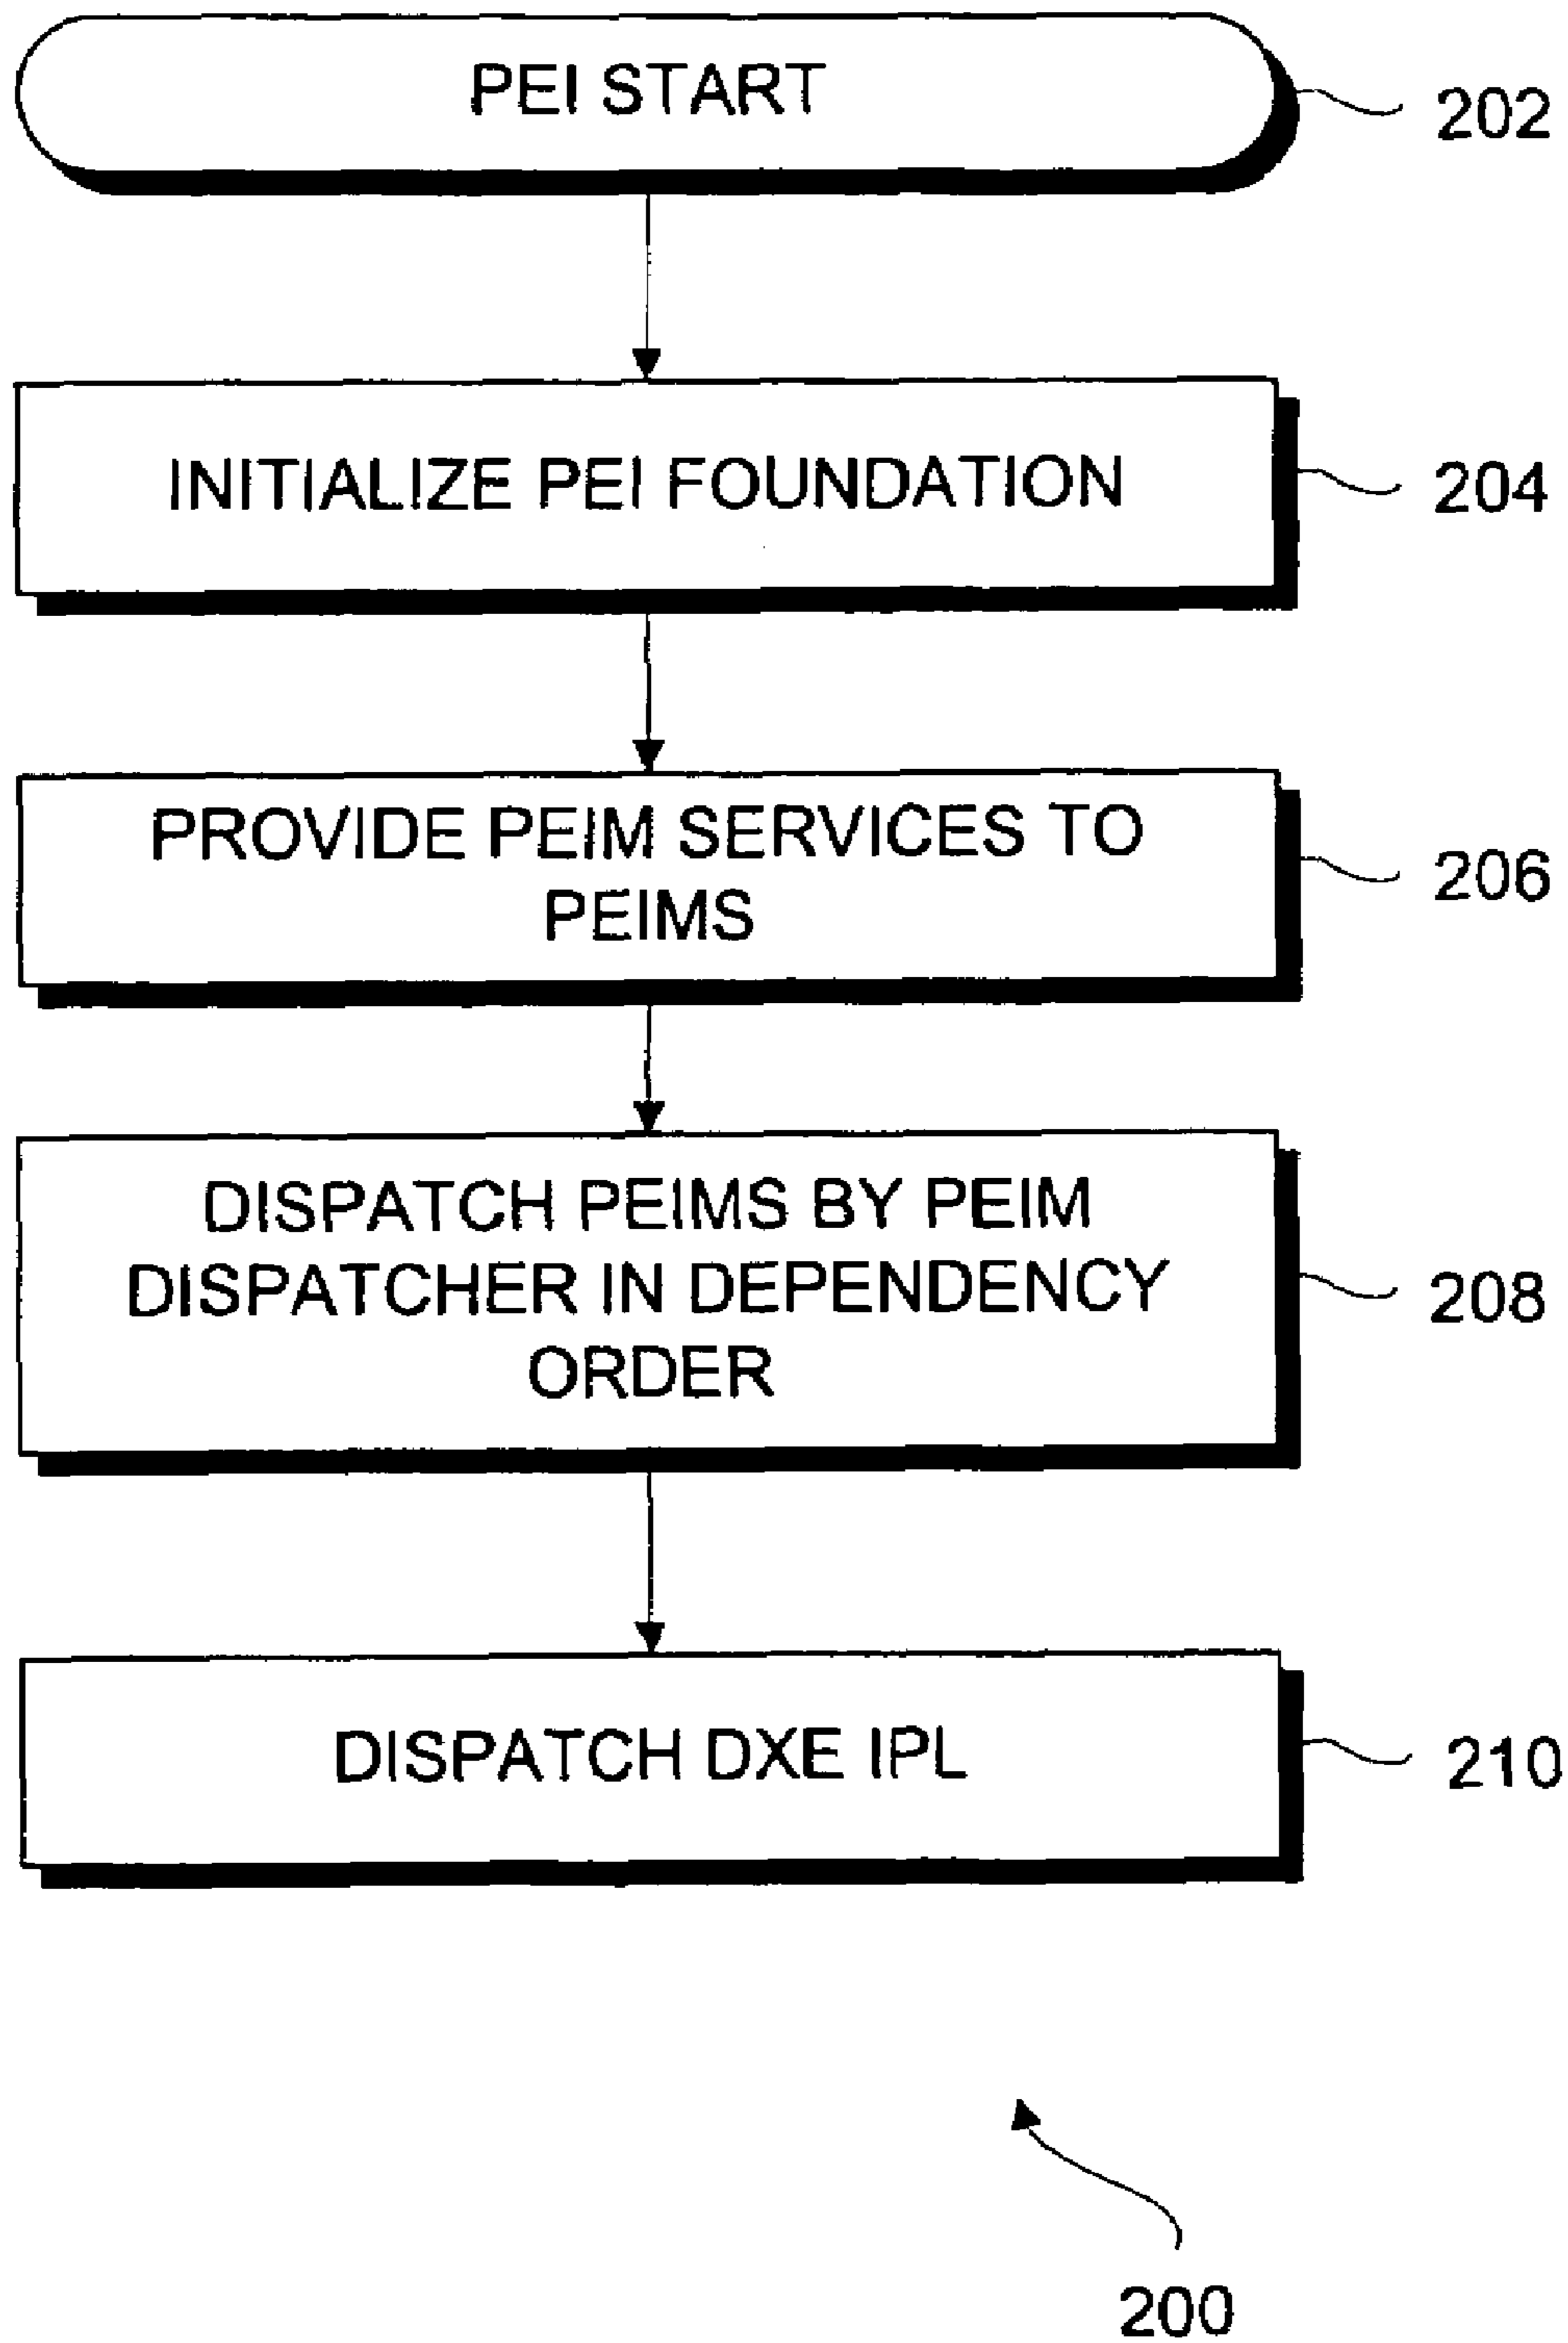 PEI START
202
INITIALIZE PEI FOUNDATION
204
PROVIDE PEIM SERVICES TO
PEIMS
206
DISPATCH PEIMS BY PEIM
DISPATCHER IN DEPENDENCY
ORDER
208
DISPATCH DXE IPL
210
200